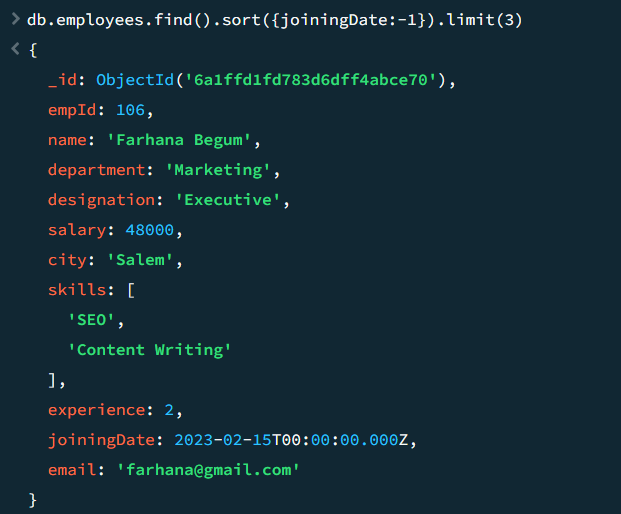 > db.employees.find().sort({joiningDate:-1}).limit(3)
< {
_id: ObjectId('6a1ffd1fd783d6dff4abce70'),
empId: 106,
name: 'Farhana Begum',
department: 'Marketing',
designation: 'Executive',
salary: 48000,
city: 'Salem',
skills: [
'SEO',
'Content Writing'
],
experience: 2,
joiningDate: 2023-02-15T00:00:00.000Z,
email: 'farhana@gmail.com'
}